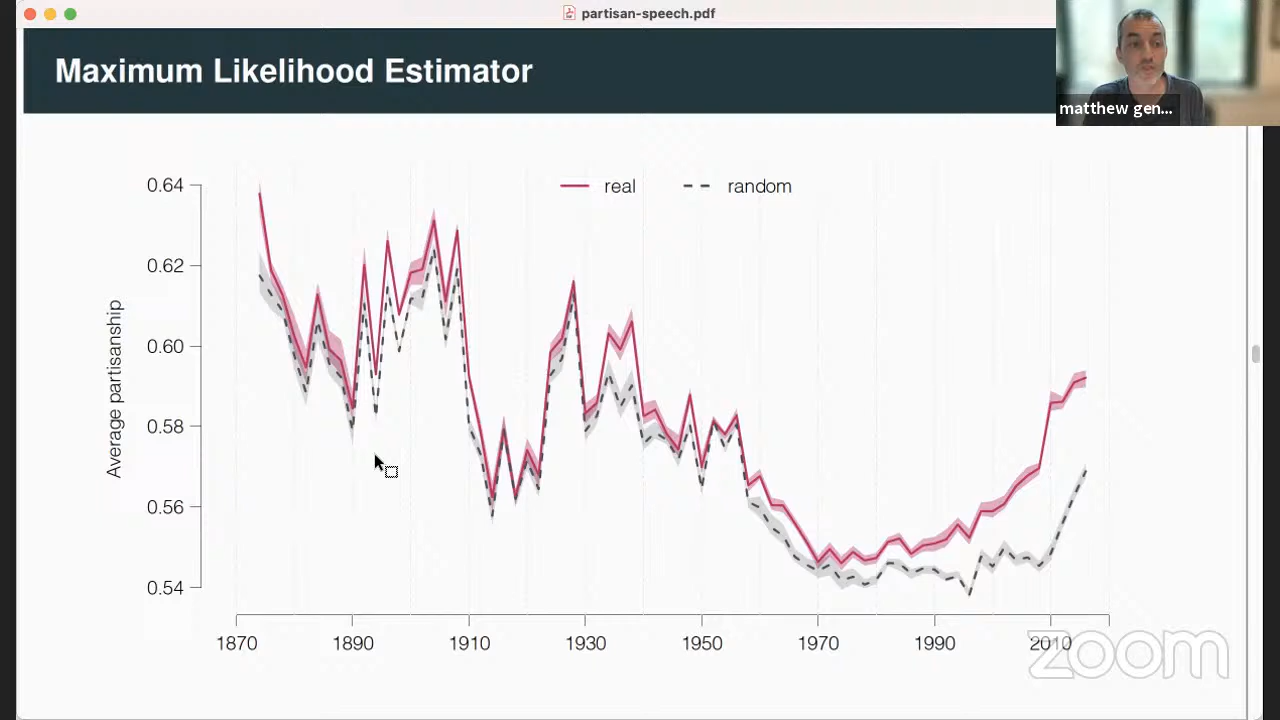 partisan-speech.pdf
Maximum Likelihood Estimator
matthew gen...
real
random
0.64
0.62
0.60
0.58
0.56
0.54
Average partisanship
1870
1890
1910
1930
1950
1970
1990
2010
zoom